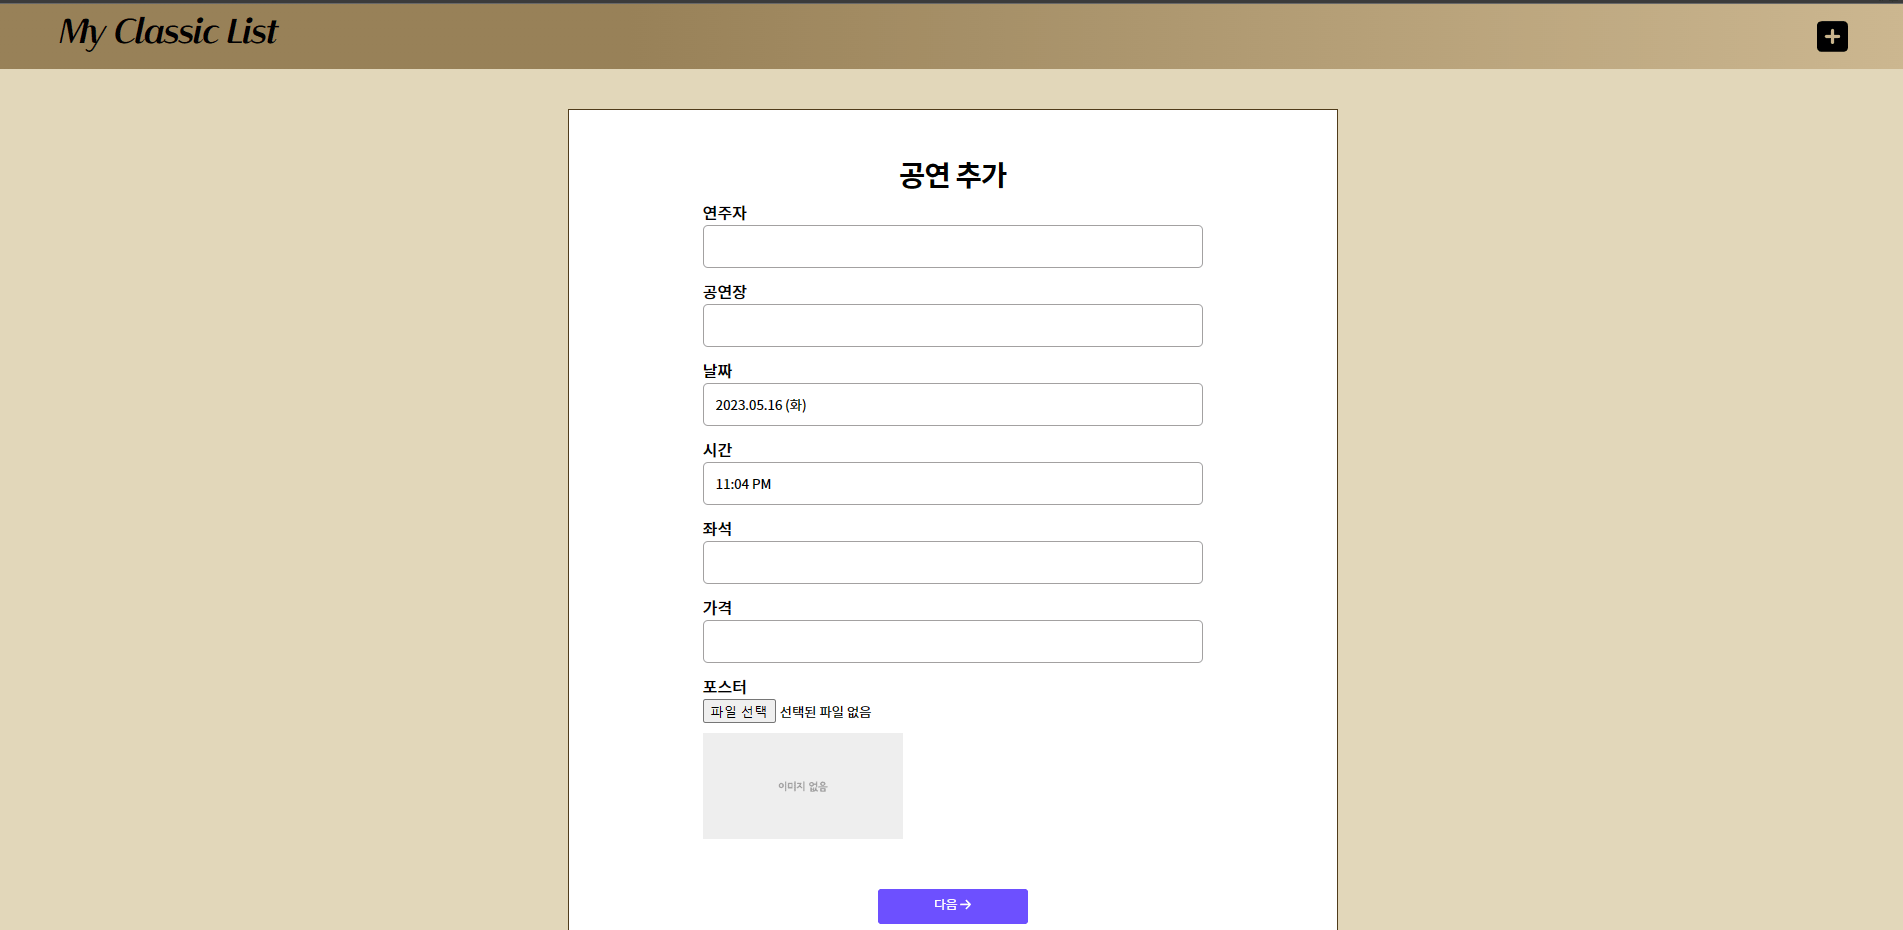 My Classic List
공연 추가
연주자
공연장
날짜
2023.05.16 (화)
시간
11:04 PM
좌석
가격
포스터
파일 선택 선택된 파일 없음
이미지 없음
다음